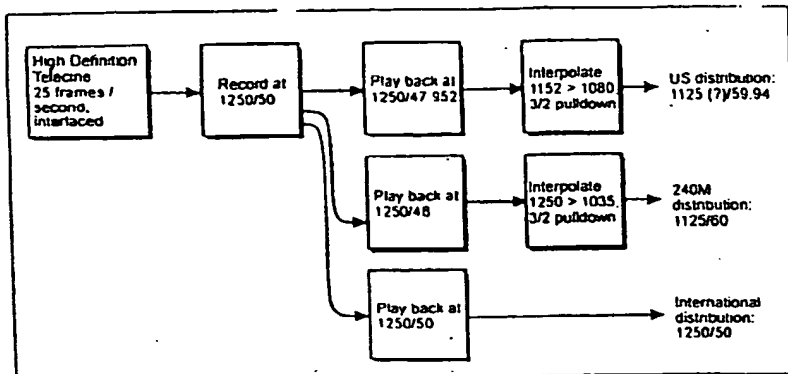 High Definition
Telecine
25 frames /
second,
interlaced
Record at
1250/50
Play back at
1250/47 952
Interpolate
1152 > 1080
3/2 pulldown
US distribution:
1125 (?)/59.94
Play back at
1250/48
Interpolate
1250 > 1035.
3/2 pulldown
240M
distribution:
1125/60
Play back at
1250/50
International
distribution:
1250/50